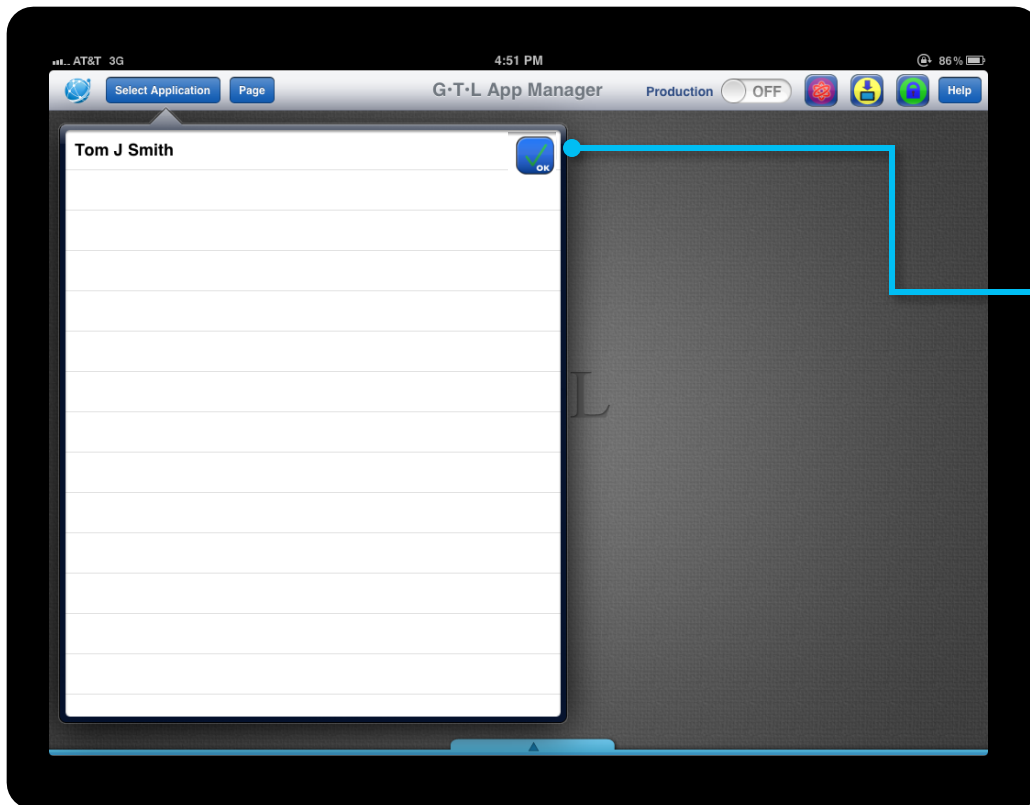 AT&T 3G 4:51 PM 86%
Select Application Page G·T·L App Manager Production OFF Help
Tom J Smith OK
L